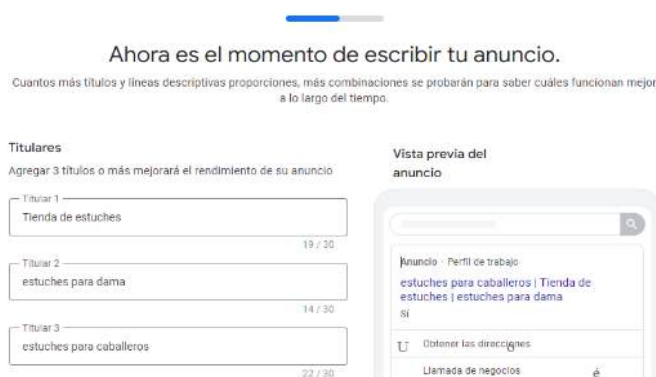 Ahora es el momento de escribir tu anuncio.
Cuantos más títulos y líneas descriptivas proporciones, más combinaciones se probarán para saber cuáles funcionan mejor
a lo largo del tiempo.
Titulares
Agregar 3 títulos o más mejorará el rendimiento de su anuncio
Titular 1
Tienda de estuches
19 / 30
Titular 2
estuches para dama
14 / 30
Titular 3
estuches para caballeros
22 / 30
Vista previa del
anuncio
Anuncio · Perfil de trabajo
estuches para caballeros | Tienda de
estuches | estuches para dama
sí
U Obtener las direcciones
Llamada de negocios é